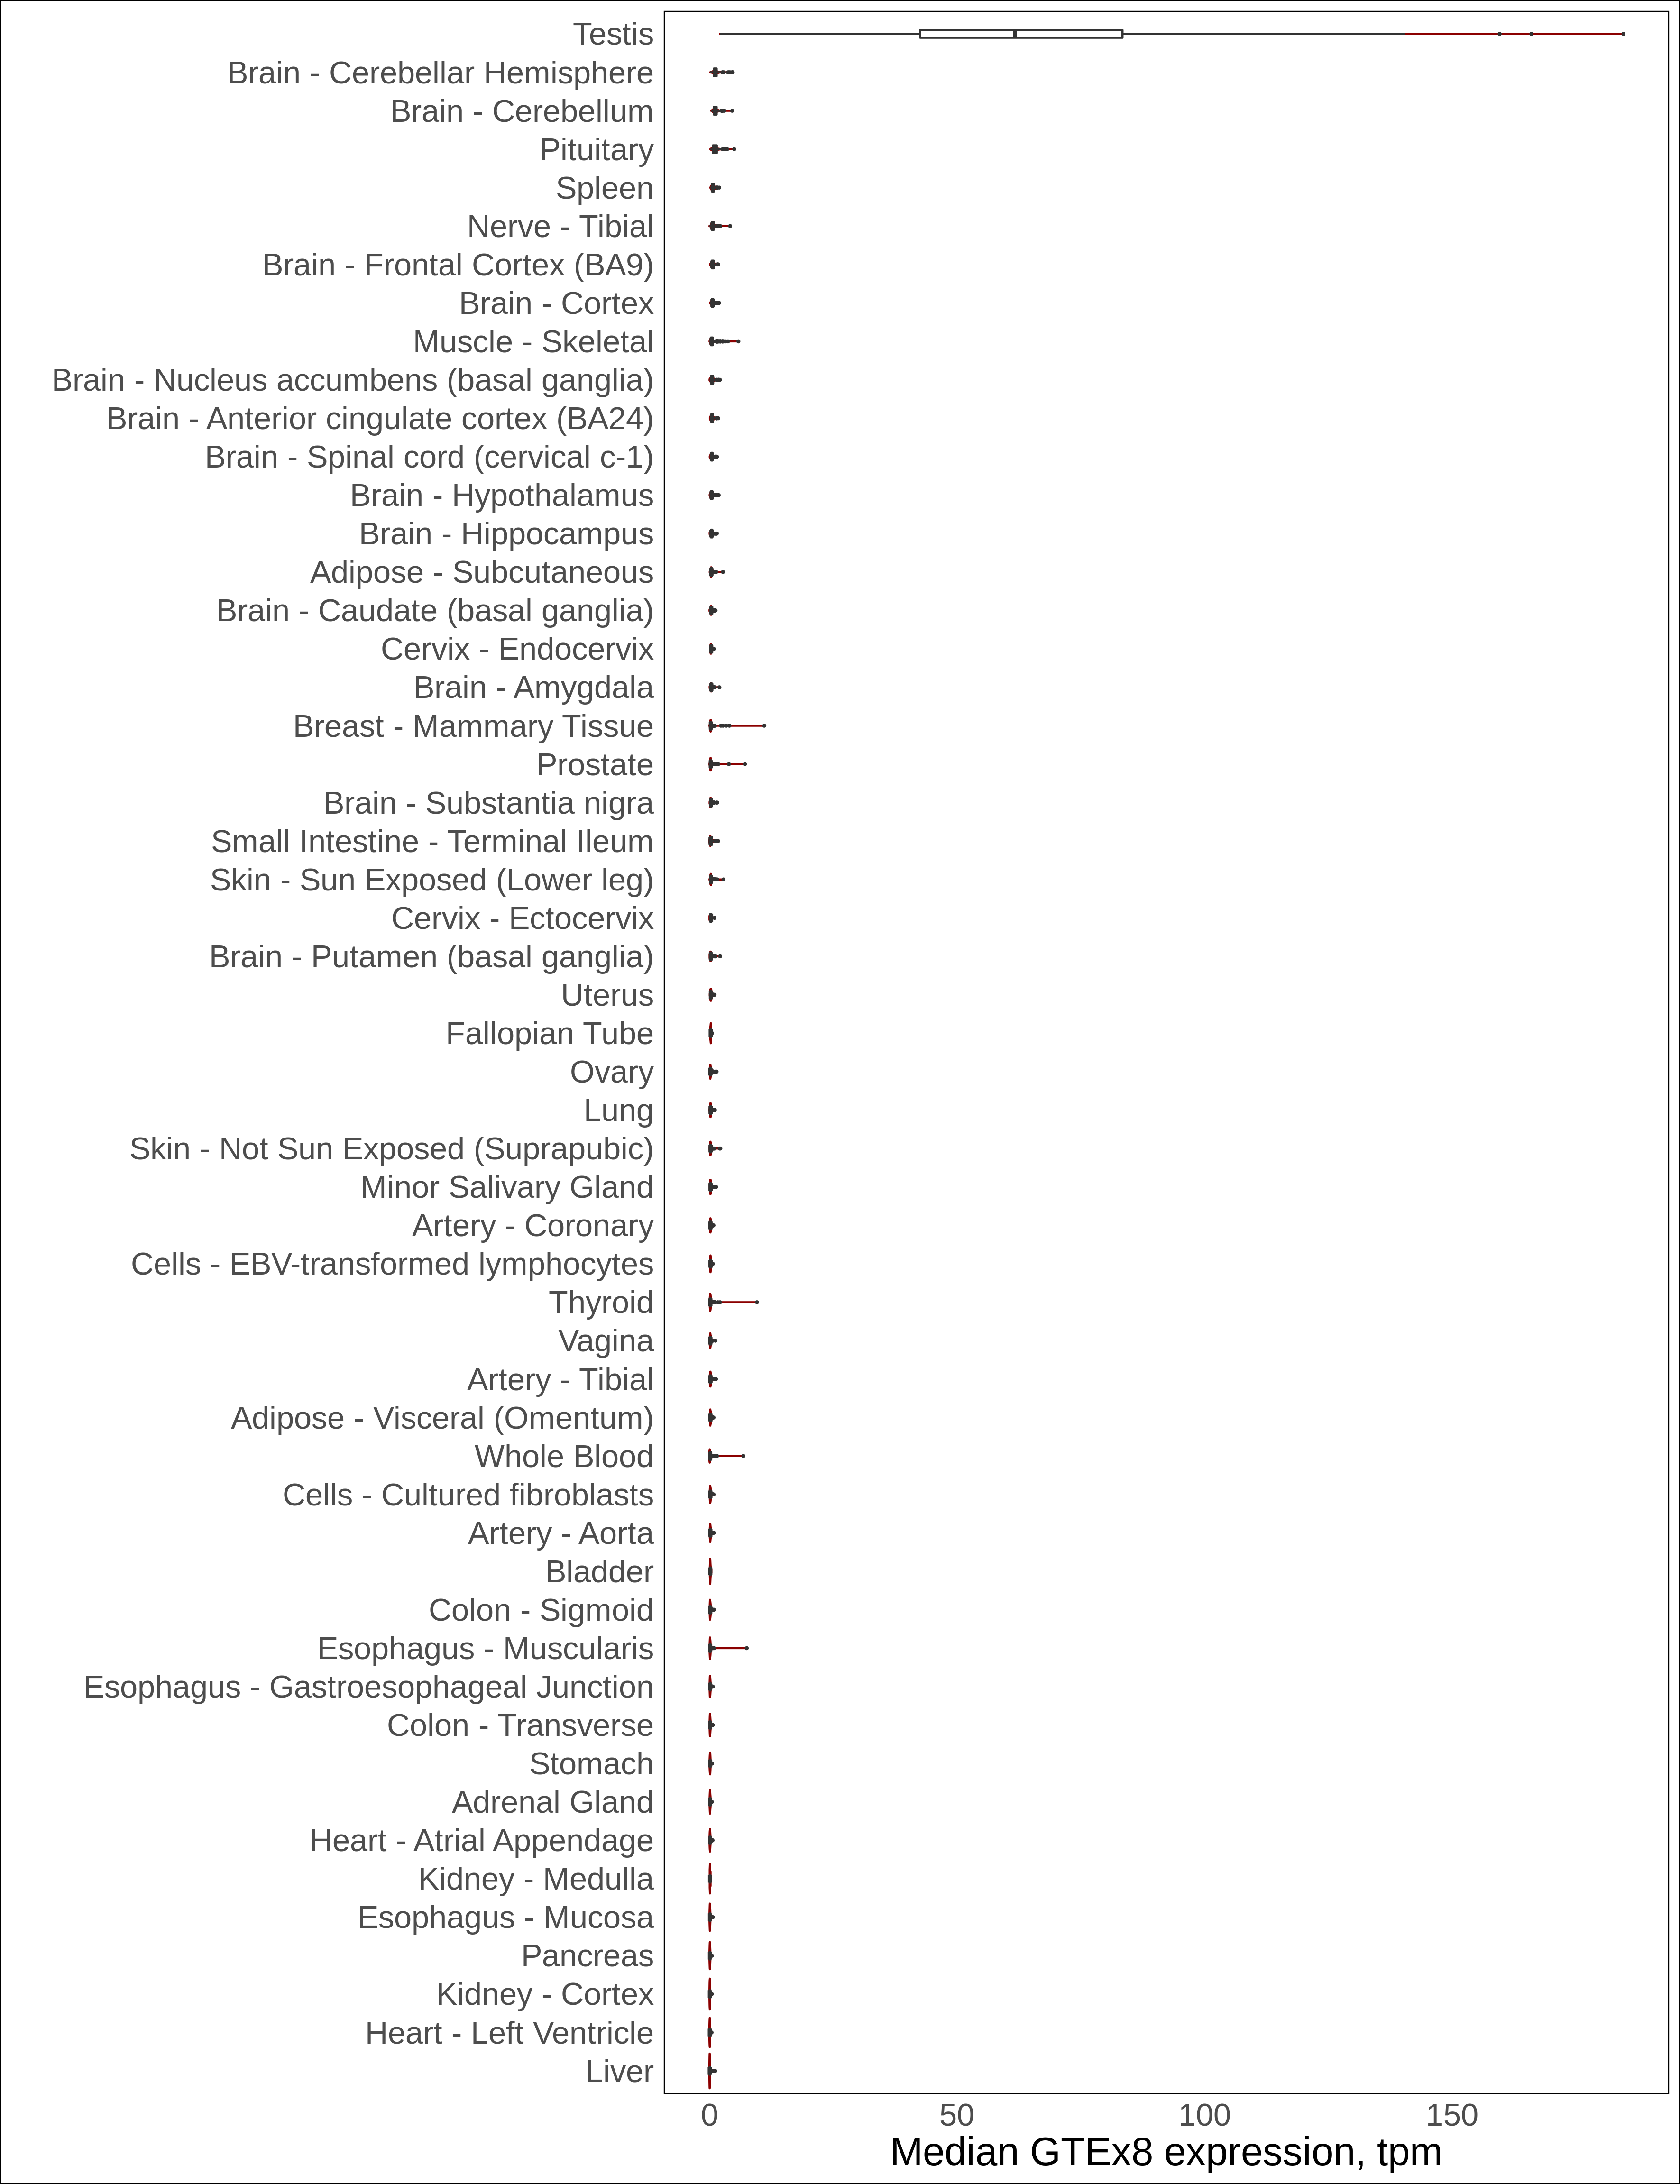 Testis
Brain - Cerebellar Hemisphere
Brain - Cerebellum
Pituitary
Spleen
Nerve - Tibial
Brain - Frontal Cortex (BA9)
Brain - Cortex
Muscle - Skeletal
Brain - Nucleus accumbens (basal ganglia)
Brain - Anterior cingulate cortex (BA24)
Brain - Spinal cord (cervical c-1)
Brain - Hypothalamus
Brain - Hippocampus
Adipose - Subcutaneous
Brain - Caudate (basal ganglia)
Cervix - Endocervix
Brain - Amygdala
Breast - Mammary Tissue
Prostate
Brain - Substantia nigra
Small Intestine - Terminal Ileum
Skin - Sun Exposed (Lower leg)
Cervix - Ectocervix
Brain - Putamen (basal ganglia)
Uterus
Fallopian Tube
Ovary
Lung
Skin - Not Sun Exposed (Suprapubic)
Minor Salivary Gland
Artery - Coronary
Cells - EBV-transformed lymphocytes
Thyroid
Vagina
Artery - Tibial
Adipose - Visceral (Omentum)
Whole Blood
Cells - Cultured fibroblasts
Artery - Aorta
Bladder
Colon - Sigmoid
Esophagus - Muscularis
Esophagus - Gastroesophageal Junction
Colon - Transverse
Stomach
Adrenal Gland
Heart - Atrial Appendage
Kidney - Medulla
Esophagus - Mucosa
Pancreas
Kidney - Cortex
Heart - Left Ventricle
Liver
0 50 100 150
Median GTEx8 expression, tpm